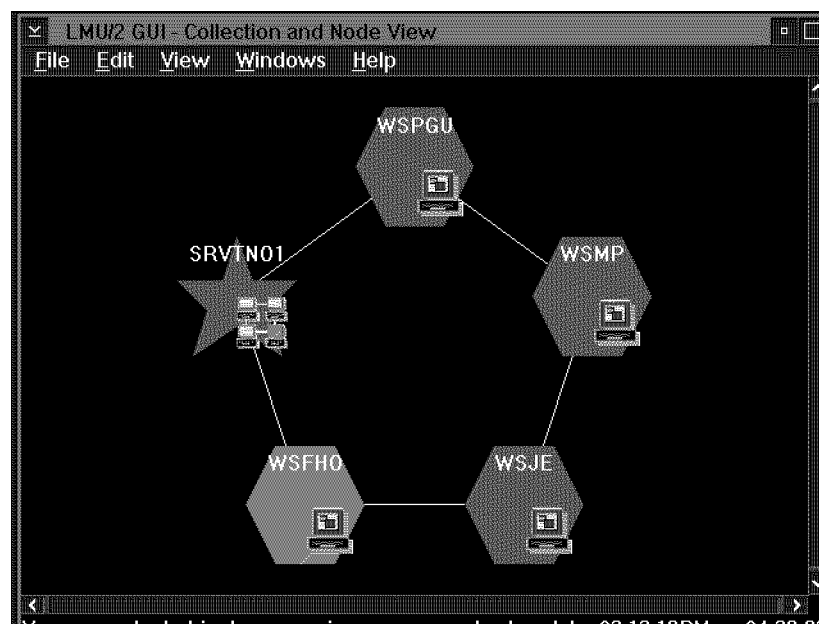 LMU/2 GUI - Collection and Node View
File Edit View Windows Help
WSPGU
SRVTN01
WSMP
WSFHO
WSJE